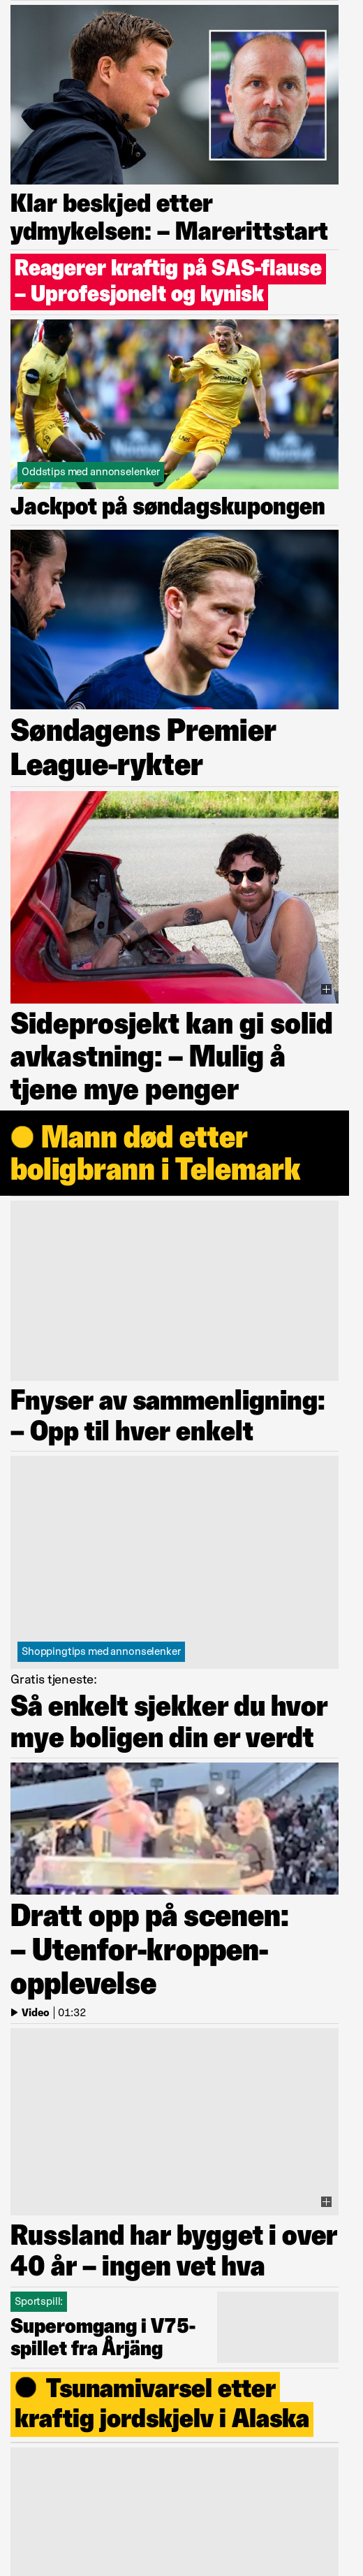 Klar beskjed etter
ydmykelsen: – Marerittstart
Reagerer kraftig på SAS-flause
– Uprofesjonelt og kynisk
Oddstips med annonselenker
Jackpot på søndagskupongen
Søndagens Premier
League-rykter
Sideprosjekt kan gi solid
avkastning: – Mulig å
tjene mye penger
Mann død etter
boligbrann i Telemark
Fnyser av sammenligning:
– Opp til hver enkelt
Shoppingtips med annonselenker
Gratis tjeneste:
Så enkelt sjekker du hvor
mye boligen din er verdt
Dratt opp på scenen:
– Utenfor-kroppen-
opplevelse
Video | 01:32
Russland har bygget i over
40 år – ingen vet hva
Sportspill:
Superomgang i V75-
spillet fra Årjäng
Tsunamivarsel etter
kraftig jordskjelv i Alaska